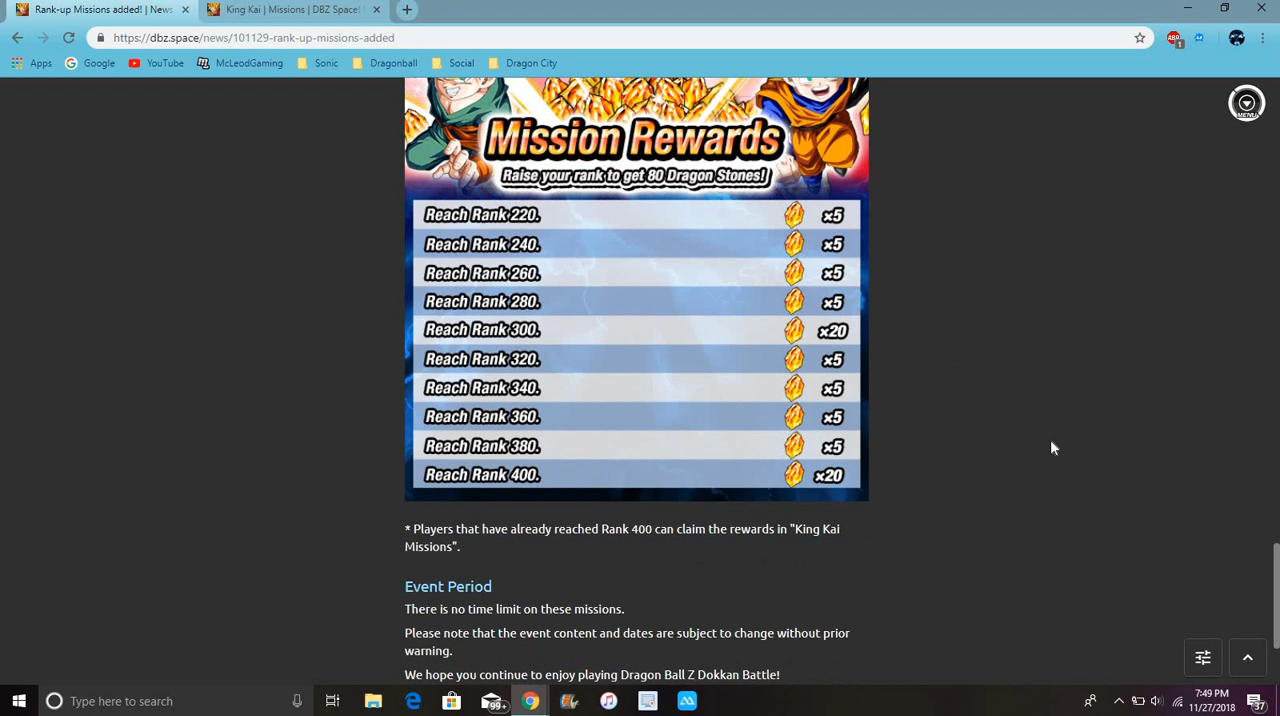 Rank-up Missions added! | News
King Kai | Missions | DBZ Space!
https://dbz.space/news/101129-rank-up-missions-added
ABP
1
Apps
Google
YouTube
McLeodGaming
Sonic
Dragonball
Social
Dragon City
MENU
Mission Rewards
Raise your rank to get 80 Dragon Stones!
Reach Rank 220. x5
Reach Rank 240. x5
Reach Rank 260. x5
Reach Rank 280. x5
Reach Rank 300. x20
Reach Rank 320. x5
Reach Rank 340. x5
Reach Rank 360. x5
Reach Rank 380. x5
Reach Rank 400. x20
* Players that have already reached Rank 400 can claim the rewards in "King Kai
Missions".
Event Period
There is no time limit on these missions.
Please note that the event content and dates are subject to change without prior
warning.
We hope you continue to enjoy playing Dragon Ball Z Dokkan Battle!
Type here to search
99+
7:49 PM
11/27/2018
37